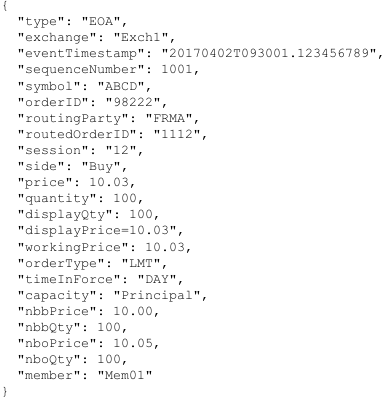 {
"type": "EOA",
"exchange": "Exch1",
"eventTimestamp": "20170402T093001.123456789",
"sequenceNumber": 1001,
"symbol": "ABCD",
"orderID": "98222",
"routingParty": "FRMA",
"routedOrderID": "1112",
"session": "12",
"side": "Buy",
"price": 10.03,
"quantity": 100,
"displayQty": 100,
"displayPrice=10.03",
"workingPrice": 10.03,
"orderType": "LMT",
"timeInForce": "DAY",
"capacity": "Principal",
"nbbPrice": 10.00,
"nbbQty": 100,
"nboPrice": 10.05,
"nboQty": 100,
"member": "Mem01"
}